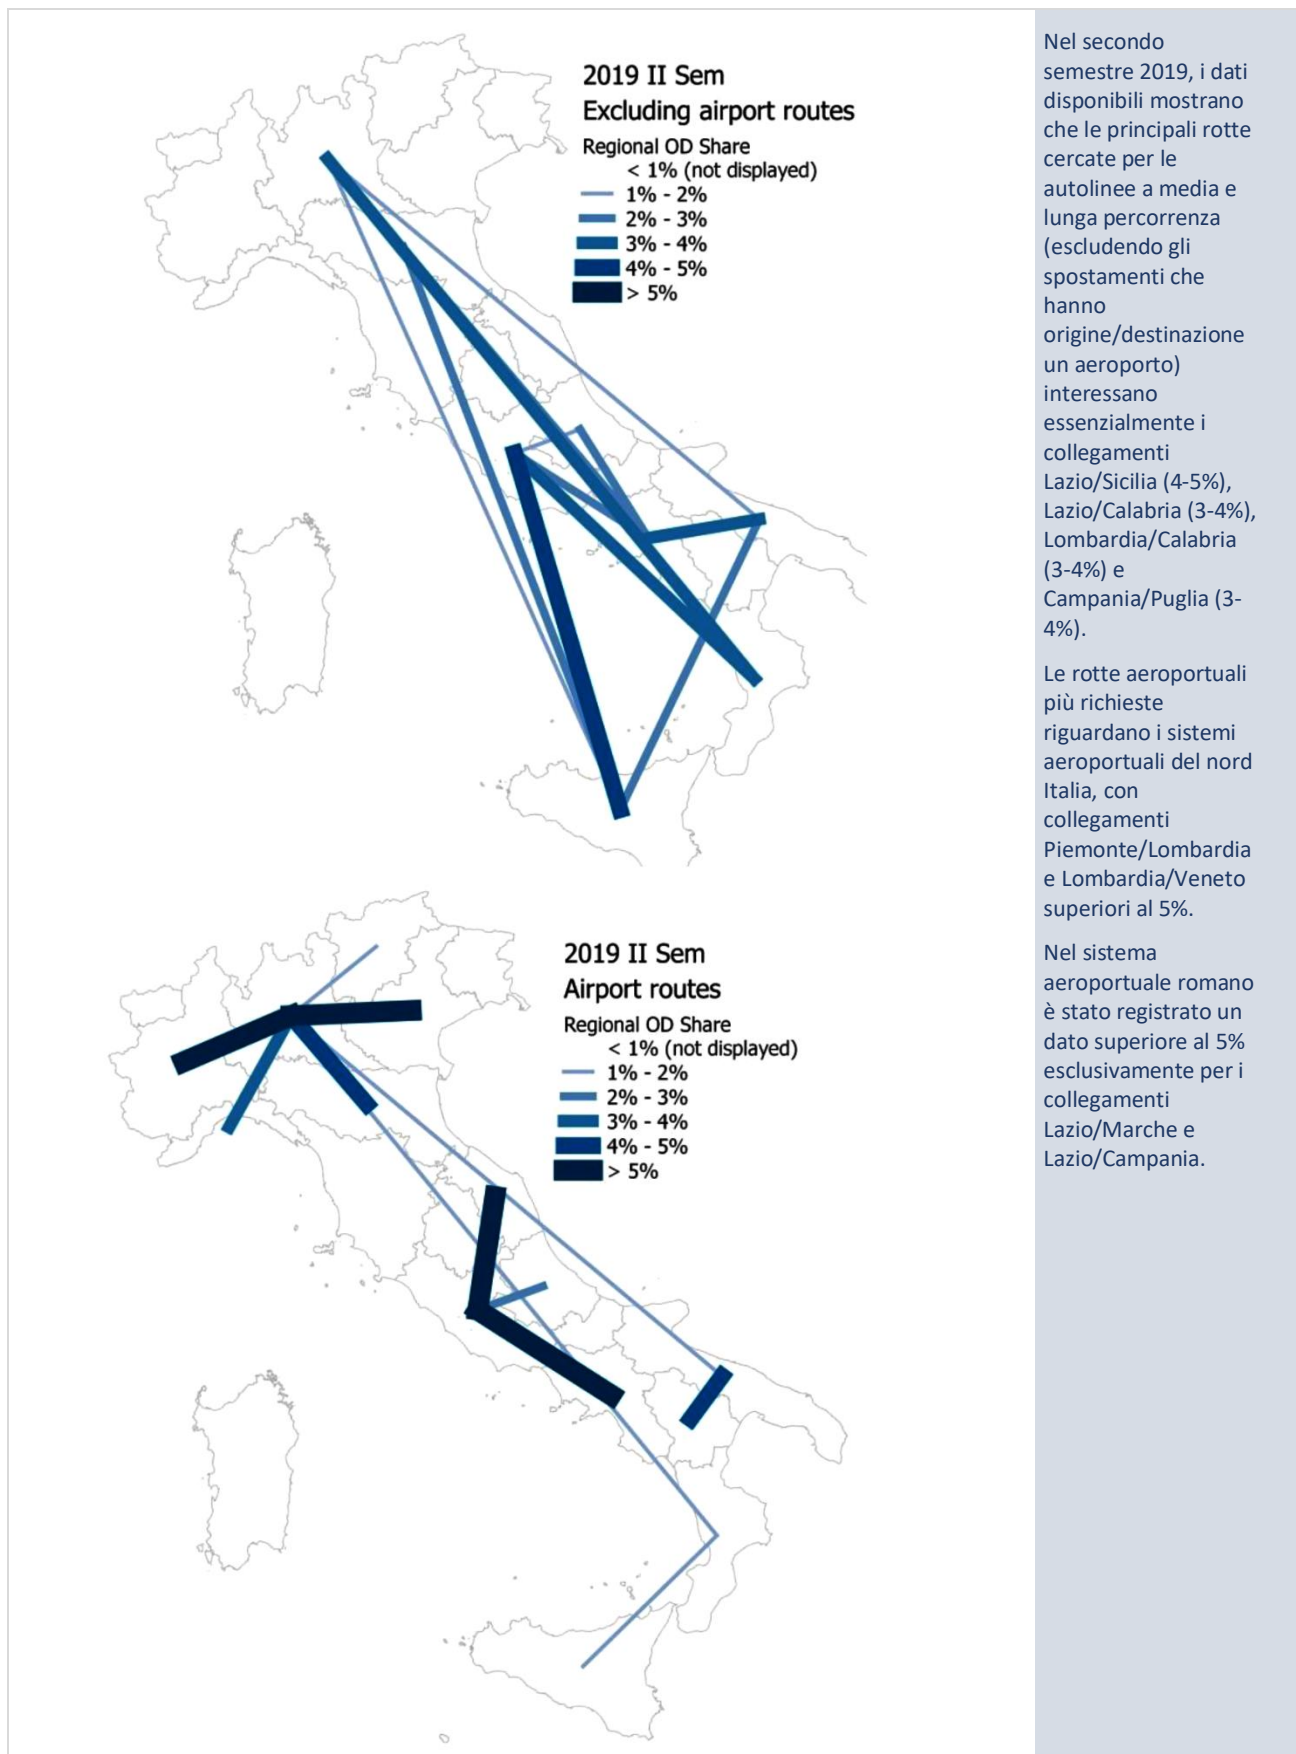 2019 II Sem
Excluding airport routes
Regional OD Share
< 1% (not displayed)
1% - 2%
2% - 3%
3% - 4%
4% - 5%
> 5%
2019 II Sem
Airport routes
Regional OD Share
< 1% (not displayed)
1% - 2%
2% - 3%
3% - 4%
4% - 5%
> 5%
Nel secondo
semestre 2019, i dati
disponibili mostrano
che le principali rotte
cercate per le
autolinee a media e
lunga percorrenza
(escludendo gli
spostamenti che
hanno
origine/destinazione
un aeroporto)
interessano
essenzialmente i
collegamenti
Lazio/Sicilia (4-5%),
Lazio/Calabria (3-4%),
Lombardia/Calabria
(3-4%) e
Campania/Puglia (3-
4%).
Le rotte aeroportuali
più richieste
riguardano i sistemi
aeroportuali del nord
Italia, con
collegamenti
Piemonte/Lombardia
e Lombardia/Veneto
superiori al 5%.
Nel sistema
aeroportuale romano
è stato registrato un
dato superiore al 5%
esclusivamente per i
collegamenti
Lazio/Marche e
Lazio/Campania.